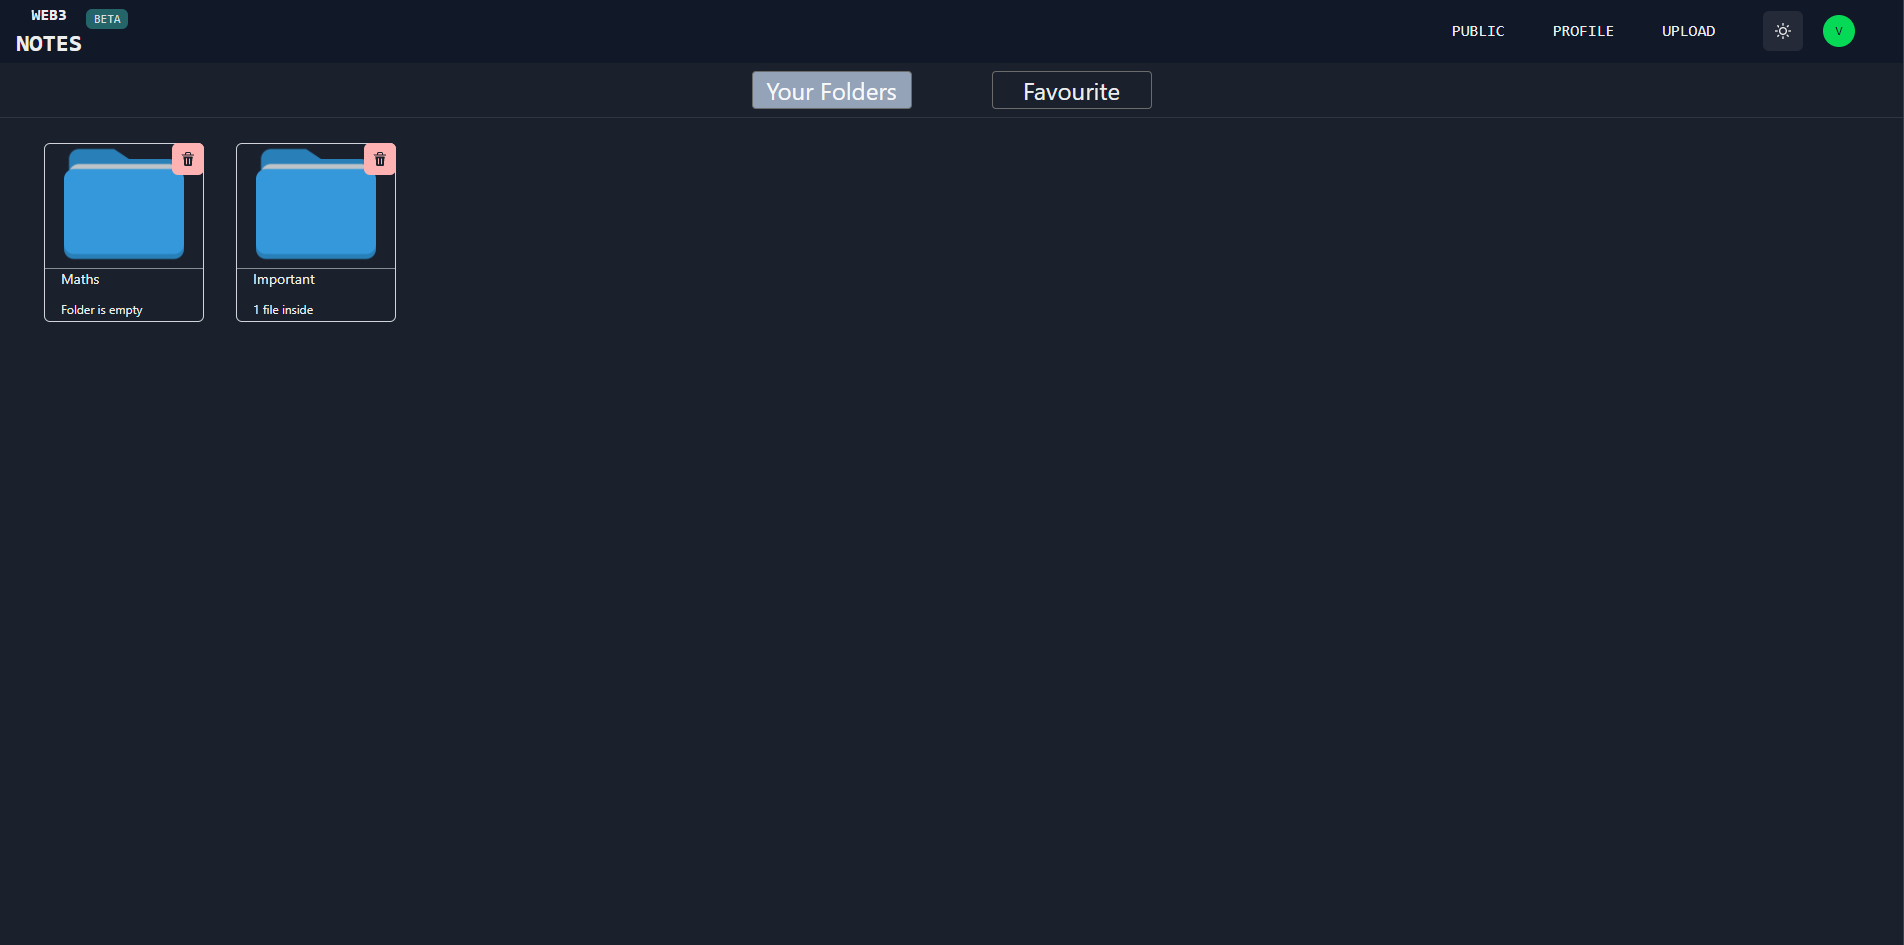 WEB3
BETA
NOTES
PUBLIC
PROFILE
UPLOAD
V
Your Folders
Favourite
Maths
Folder is empty
Important
1 file inside